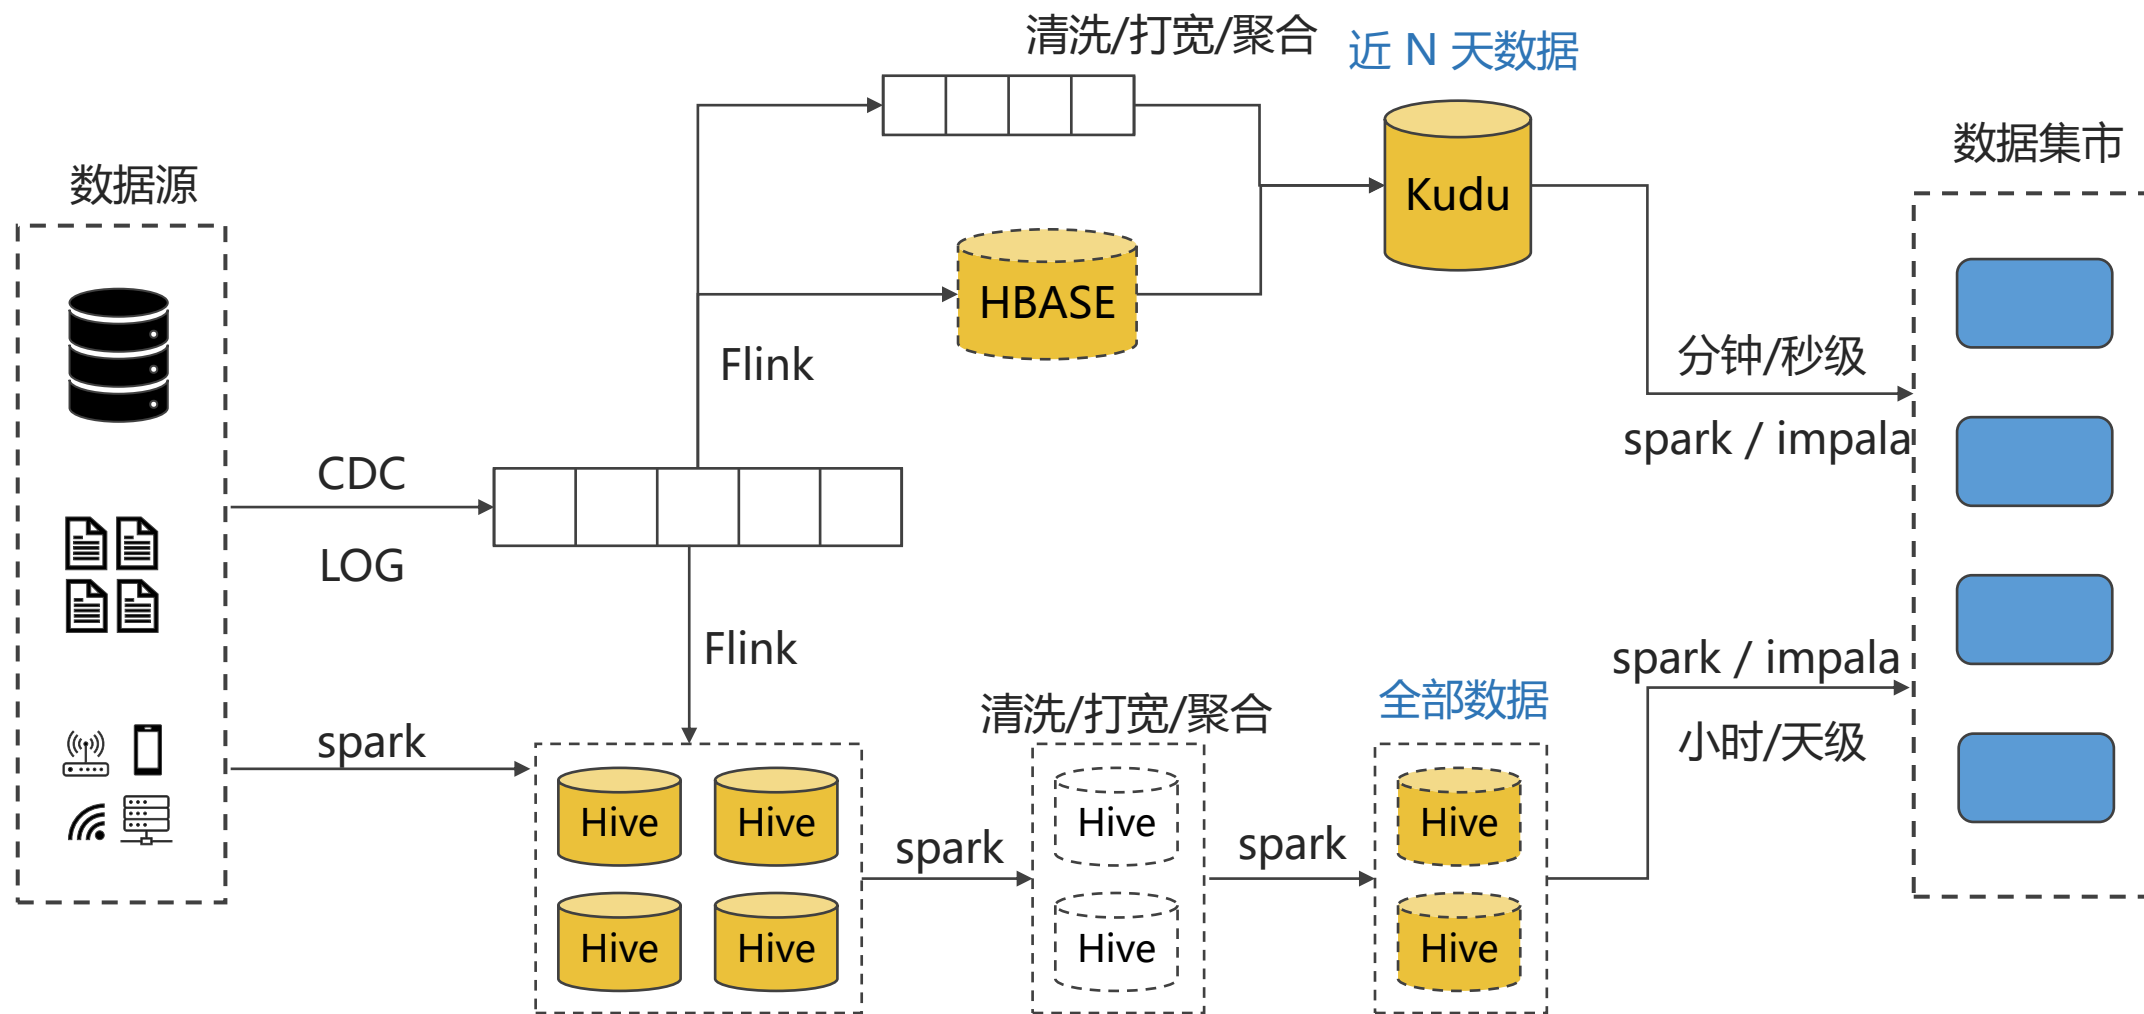 清洗/打宽/聚合
近 N 天数据
数据集市
数据源
Kudu
HBASE
Flink
分钟/秒级
spark / impala
CDC
LOG
Flink
spark / impala
小时/天级
清洗/打宽/聚合
全部数据
spark
Hive
Hive
Hive
Hive
spark
spark
Hive
Hive
Hive
Hive